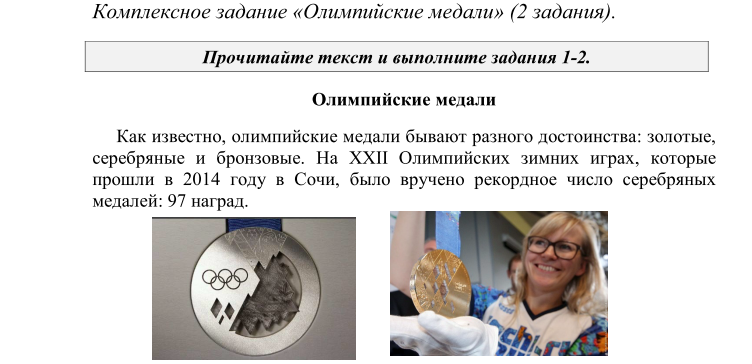 Комплексное задание «Олимпийские медали» (2 задания).
Прочитайте текст и выполните задания 1-2.
Олимпийские медали
Как известно, олимпийские медали бывают разного достоинства: золотые,
серебряные и бронзовые. На XXII Олимпийских зимних играх, которые
прошли в 2014 году в Сочи, было вручено рекордное число серебряных
медалей: 97 наград.